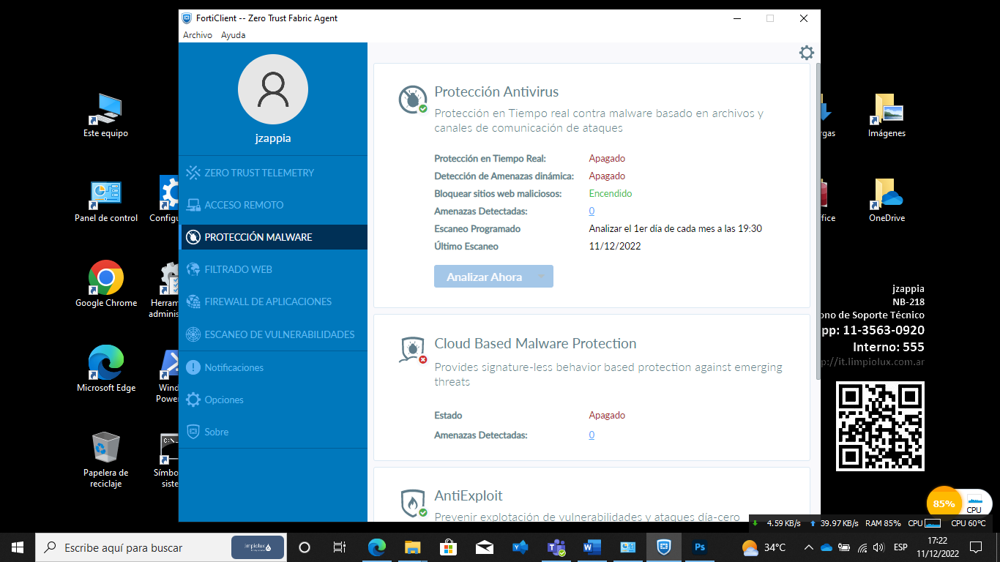 FortiClient -- Zero Trust Fabric Agent
Archivo Ayuda
jzappia
ZERO TRUST TELEMETRY
ACCESO REMOTO
PROTECCIÓN MALWARE
FILTRADO WEB
FIREWALL DE APLICACIONES
ESCANEO DE VULNERABILIDADES
Notificaciones
Opciones
Sobre
Protección Antivirus
Protección en Tiempo real contra malware basado en archivos y
canales de comunicación de ataques
Protección en Tiempo Real: Apagado
Detección de Amenazas dinámica: Apagado
Bloquear sitios web maliciosos: Encendido
Amenazas Detectadas: 0
Escaneo Programado Analizar el 1er día de cada mes a las 19:30
Último Escaneo 11/12/2022
Analizar Ahora
Cloud Based Malware Protection
Provides signature-less behavior based protection against emerging
threats
Estado Apagado
Amenazas Detectadas: 0
AntiExploit
Prevenir explotación de vulnerabilidades y ataques día-cero
Este equipo
Panel de control
Configu
Google Chrome
Herram
adminis
Microsoft Edge
Wind
Power
Papelera de
reciclaje
C:\
Símbo
siste
rgas
Imágenes
fice
OneDrive
jzappia
NB-218
ono de Soporte Técnico
pp: 11-3563-0920
Interno: 555
p://it.limpiolux.com.ar
85%
CPU
4.59 KB/s 39.97 KB/s RAM 85% CPU CPU 60°C
Escribe aquí para buscar
limpiolux
34°C
ESP
17:22
11/12/2022